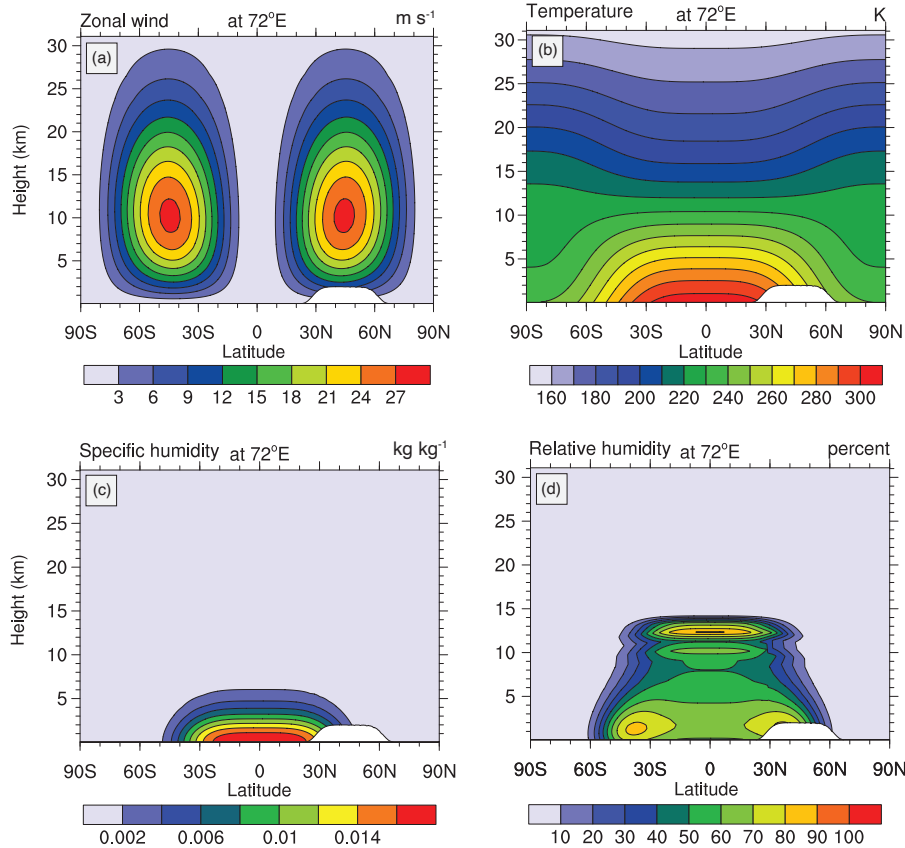 Zonal wind at 72°E m s⁻¹
(a)
30
25
20
15
10
5
Height (km)
90S 60S 30S 0 30N 60N 90N
Latitude
3 6 9 12 15 18 21 24 27
Temperature at 72°E K
(b)
30
25
20
15
10
5
90S 60S 30S 0 30N 60N 90N
Latitude
160 180 200 220 240 260 280 300
Specific humidity at 72°E kg kg⁻¹
(c)
30
25
20
15
10
5
Height (km)
90S 60S 30S 0 30N 60N 90N
Latitude
0.002 0.006 0.01 0.014
Relative humidity at 72°E percent
(d)
30
25
20
15
10
5
90S 60S 30S 0 30N 60N 90N
Latitude
10 20 30 40 50 60 70 80 90 100